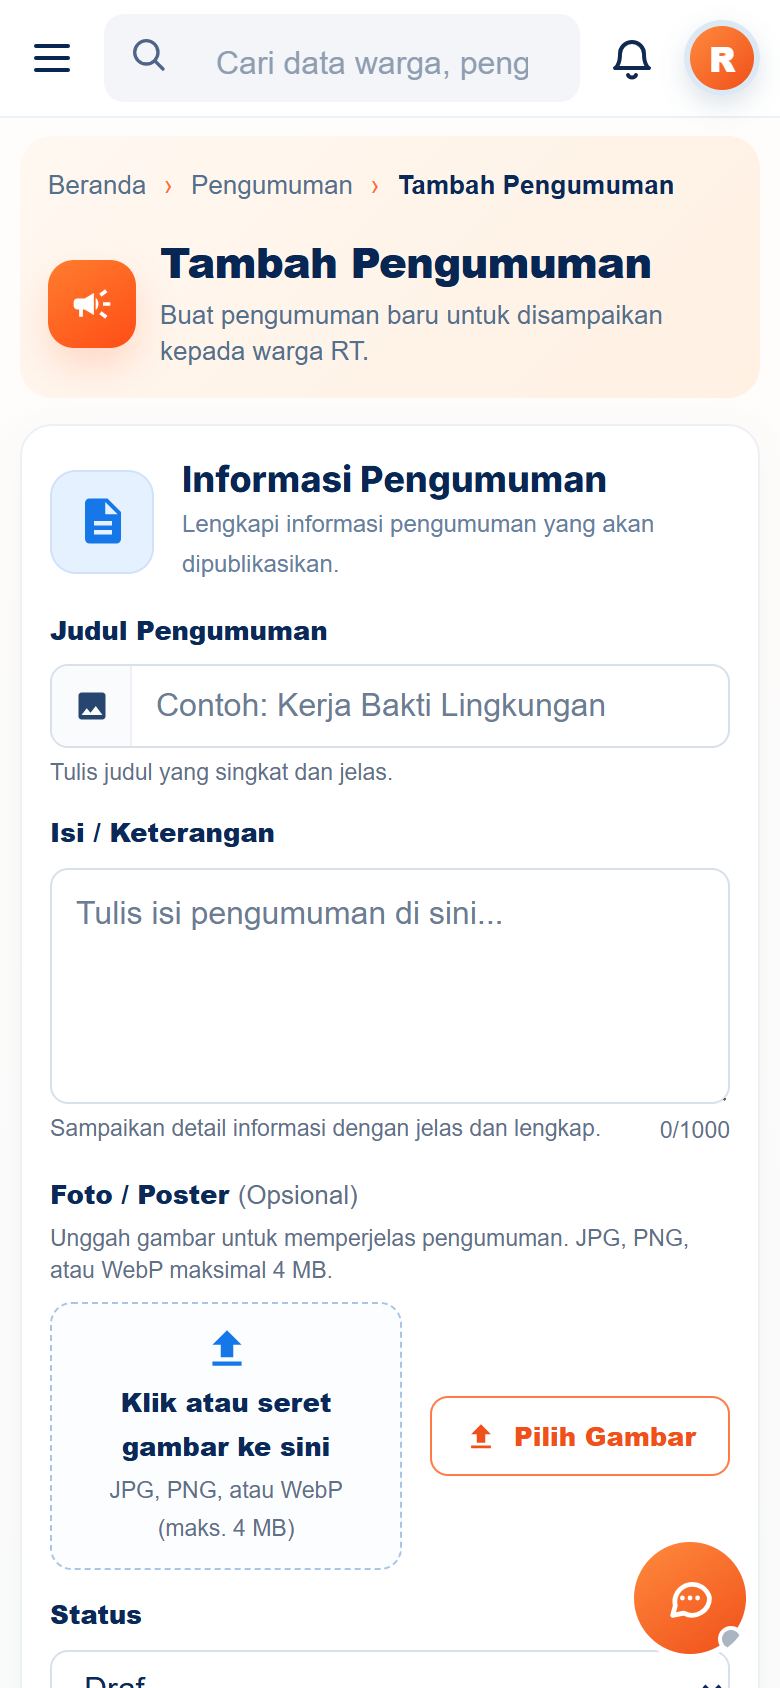 Cari data warga, peng
R
Beranda › Pengumuman › Tambah Pengumuman
Tambah Pengumuman
Buat pengumuman baru untuk disampaikan
kepada warga RT.
Informasi Pengumuman
Lengkapi informasi pengumuman yang akan
dipublikasikan.
Judul Pengumuman
Contoh: Kerja Bakti Lingkungan
Tulis judul yang singkat dan jelas.
Isi / Keterangan
Tulis isi pengumuman di sini...
Sampaikan detail informasi dengan jelas dan lengkap. 0/1000
Foto / Poster (Opsional)
Unggah gambar untuk memperjelas pengumuman. JPG, PNG,
atau WebP maksimal 4 MB.
Klik atau seret
gambar ke sini
JPG, PNG, atau WebP
(maks. 4 MB)
Pilih Gambar
Status
Draf